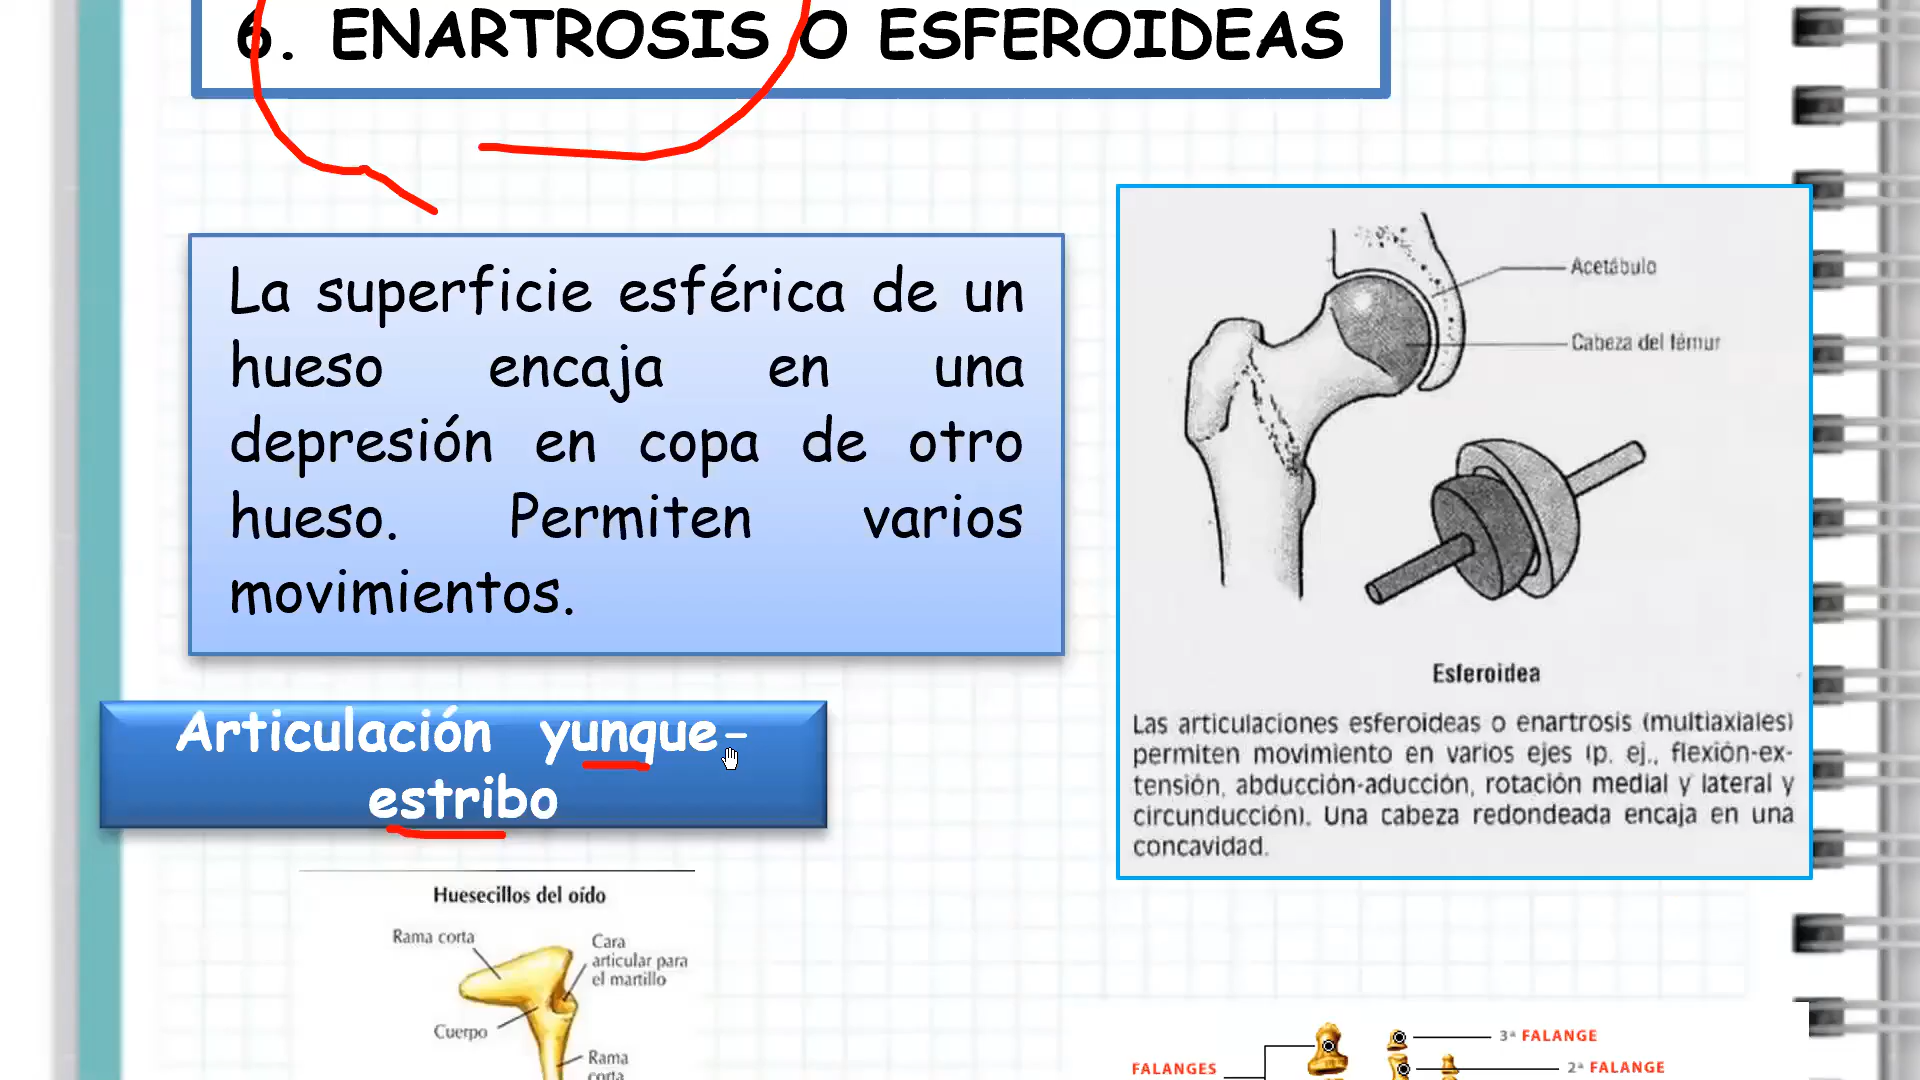 6. ENARTROSIS O ESFEROIDEAS
La superficie esférica de un
hueso encaja en una
depresión en copa de otro
hueso. Permiten varios
movimientos.
Acetábulo
Cabeza del fémur
Esferoidea
Las articulaciones esferoideas o enartrosis (multiaxiales)
permiten movimiento en varios ejes (p. ej., flexión-ex-
tensión, abducción-aducción, rotación medial y lateral y
circunducción). Una cabeza redondeada encaja en una
concavidad.
Articulación yunque-
estribo
Huesecillos del oído
Rama corta
Cara
articular para
el martillo
Cuerpo
Rama
corta
3ª FALANGE
FALANGES
2ª FALANGE